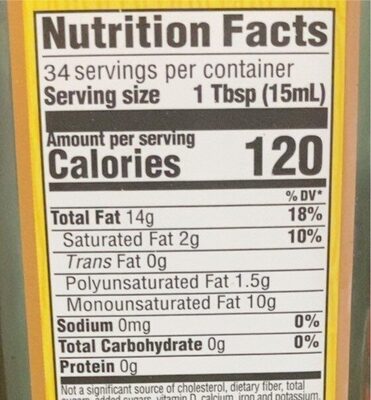 Nutrition Facts
34 servings per container
Serving size 1 Tbsp (15mL)
Amount per serving
Calories 120
% DV*
Total Fat 14g 18%
Saturated Fat 2g 10%
Trans Fat 0g
Polyunsaturated Fat 1.5g
Monounsaturated Fat 10g
Sodium 0mg 0%
Total Carbohydrate 0g 0%
Protein 0g
Not a significant source of cholesterol, dietary fiber, total
sugars, added sugars, vitamin D, calcium, iron and potassium.